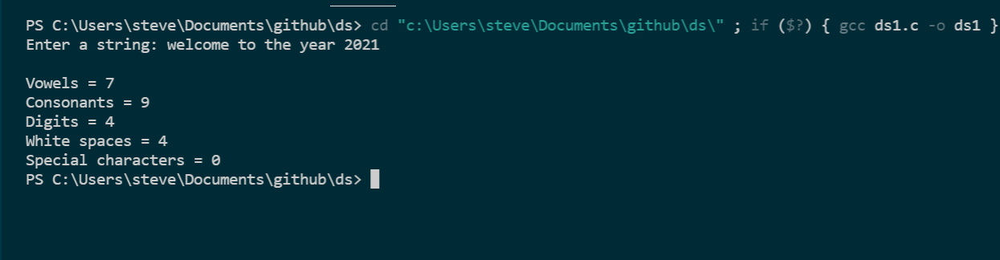 PS C:\Users\steve\Documents\github\ds> cd "c:\Users\steve\Documents\github\ds\" ; if ($?) { gcc ds1.c -o ds1 }
Enter a string: welcome to the year 2021
Vowels = 7
Consonants = 9
Digits = 4
White spaces = 4
Special characters = 0
PS C:\Users\steve\Documents\github\ds>